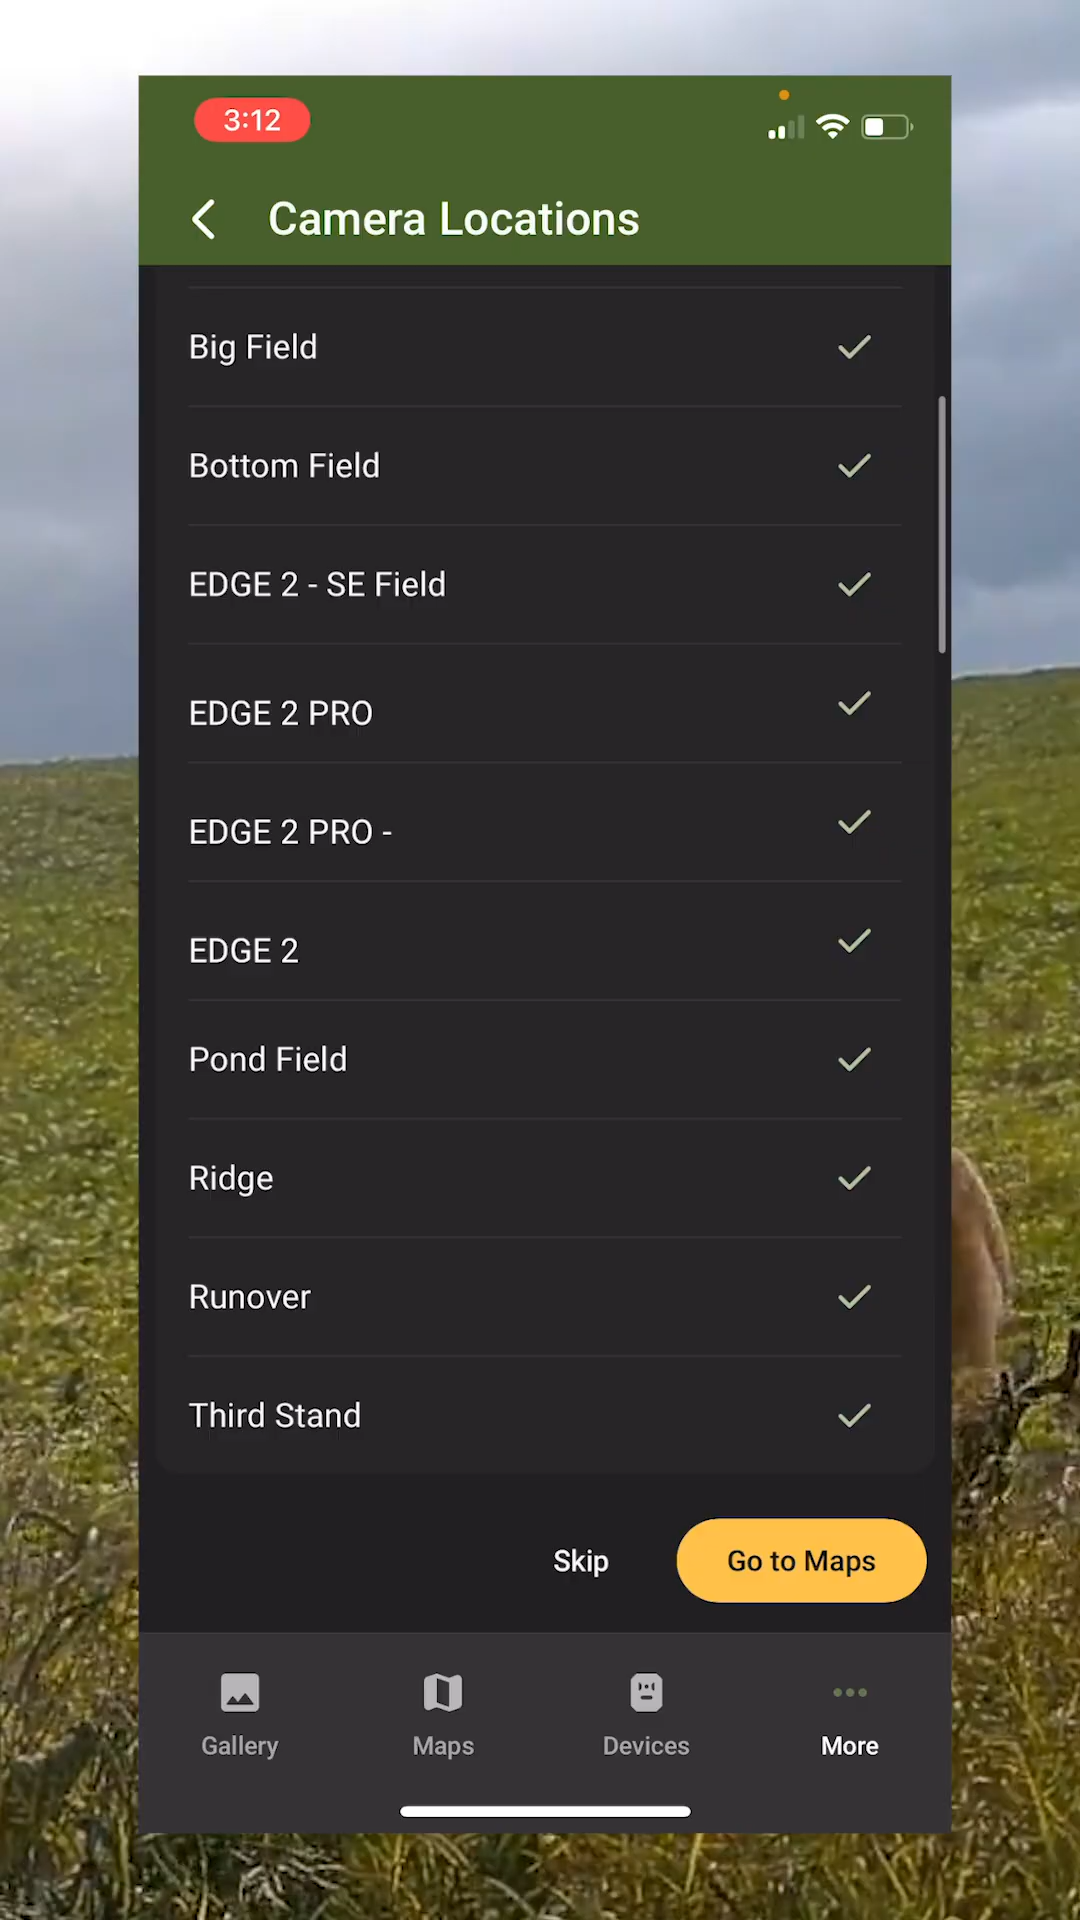 3:12
Camera Locations
Big Field
Bottom Field
EDGE 2 - SE Field
EDGE 2 PRO
EDGE 2 PRO -
EDGE 2
Pond Field
Ridge
Runover
Third Stand
Skip
Go to Maps
Gallery
Maps
Devices
More